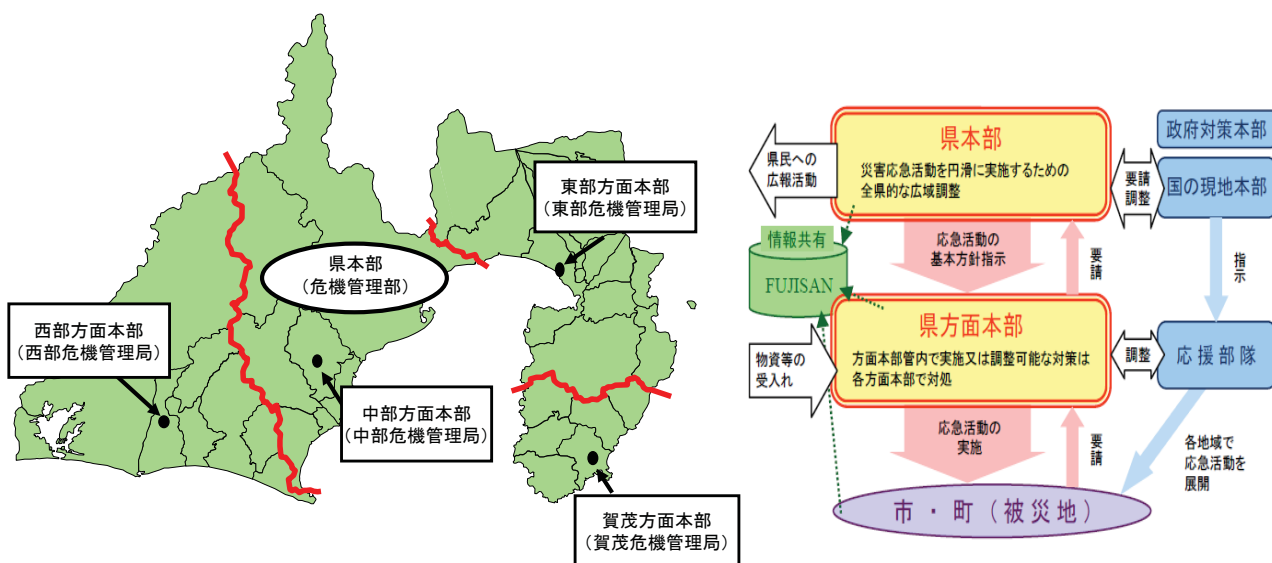 東部方面本部
（東部危機管理局）
県本部
（危機管理部）
西部方面本部
（西部危機管理局）
中部方面本部
（中部危機管理局）
賀茂方面本部
（賀茂危機管理局）
県本部
災害応急活動を円滑に実施するための
全県的な広域調整
政府対策本部
国の現地本部
県民への
広報活動
要請
調整
情報共有
FUJISAN
応急活動の
基本方針指示
要請
指示
県方面本部
方面本部管内で実施又は調整可能な対策は
各方面本部で対処
物資等の
受入れ
調整
応援部隊
応急活動の
実施
要請
各地域で
応急活動を
展開
市・町（被災地）